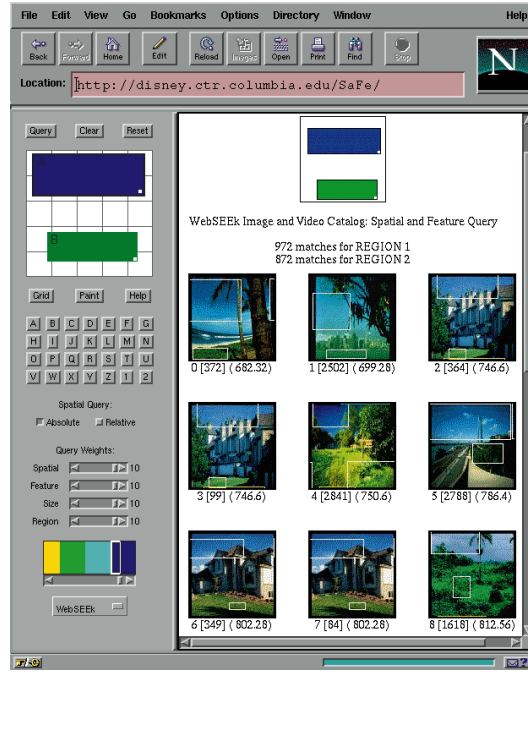 File Edit View Go Bookmarks Options Directory Window Help
Back Forward Home Edit Reload Images Open Print Find Stop
N
Location: http://disney.ctr.columbia.edu/SaFe/
Query Clear Reset
B
Grid Paint Help
A B C D E F G
H I J K L M N
O P Q R S T U
V W X Y Z 1 2
Spatial Query:
Absolute Relative
Query Weights:
Spatial 10
Feature 10
Size 10
Region 10
WebSEEk
WebSEEk Image and Video Catalog: Spatial and Feature Query
972 matches for REGION 1
872 matches for REGION 2
0 [372] ( 682.32) 1 [2502] ( 699.28) 2 [364] ( 746.6)
3 [99] ( 746.6) 4 [2841] ( 750.6) 5 [2788] ( 786.4)
6 [349] ( 802.28) 7 [84] ( 802.28) 8 [1618] ( 812.56)